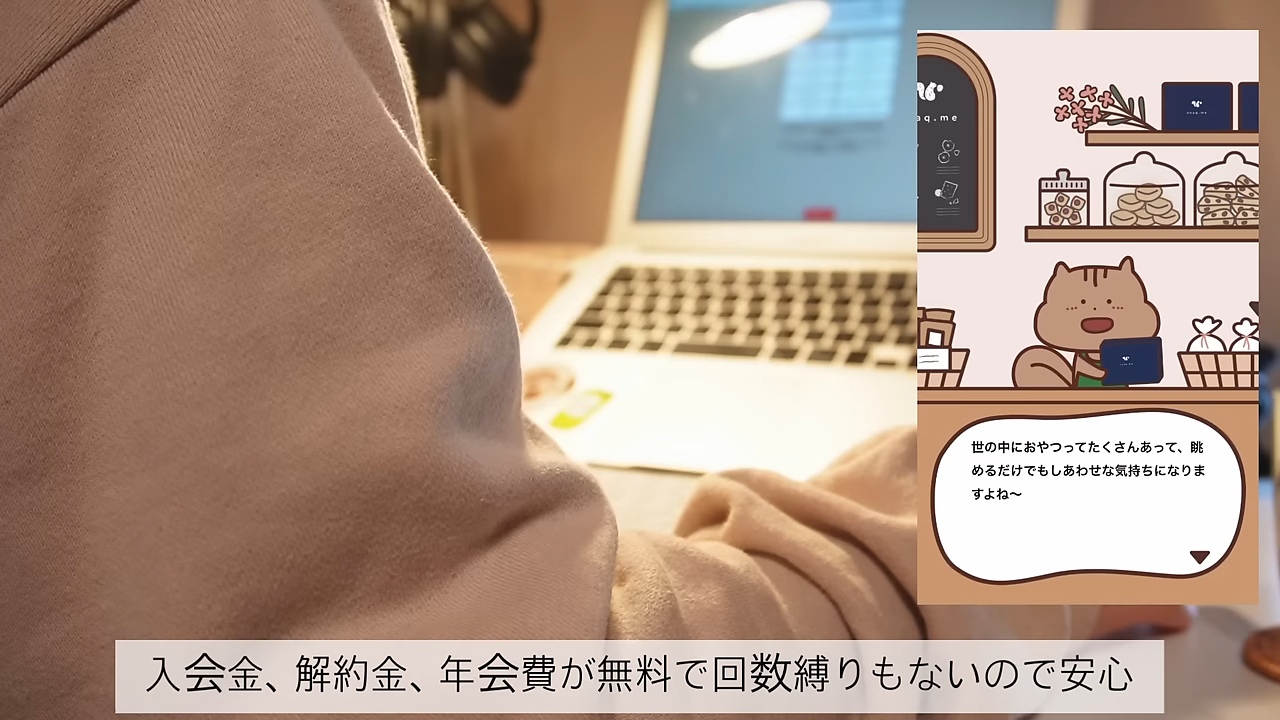 aq.me
世の中におやつってたくさんあって、眺
めるだけでもしあわせな気持ちになりま
すよね〜
入会金、解約金、年会費が無料で回数縛りもないので安心